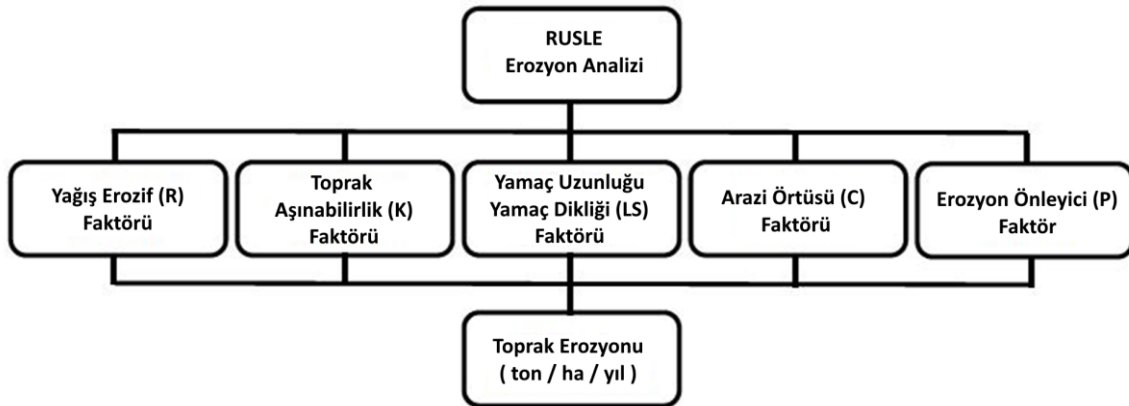 RUSLE
Erozyon Analizi
Yağış Erozif (R)
Faktörü
Toprak
Aşınabilirlik (K)
Faktörü
Yamaç Uzunluğu
Yamaç Dikliği (LS)
Faktörü
Arazi Örtüsü (C)
Faktörü
Erozyon Önleyici (P)
Faktör
Toprak Erozyonu
( ton / ha / yıl )